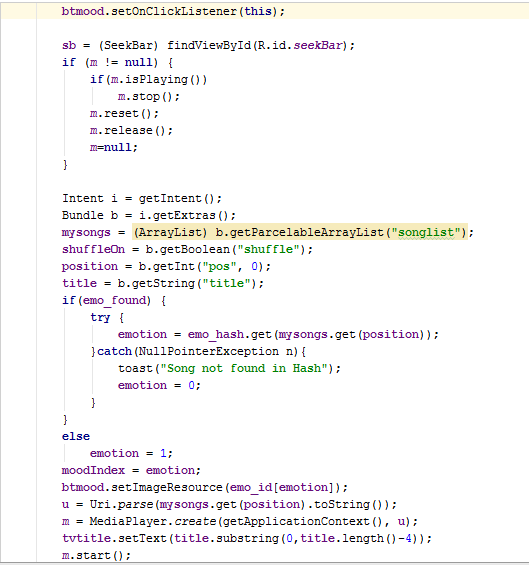 btmood.setOnClickListener(this);
sb = (SeekBar) findViewById(R.id.seekBar);
if (m != null) {
if(m.isPlaying())
m.stop();
m.reset();
m.release();
m=null;
}
Intent i = getIntent();
Bundle b = i.getExtras();
mysongs = (ArrayList) b.getParcelableArrayList("songlist");
shuffleOn = b.getBoolean("shuffle");
position = b.getInt("pos", 0);
title = b.getString("title");
if(emo_found) {
try {
emotion = emo_hash.get(mysongs.get(position));
}catch(NullPointerException n){
toast("Song not found in Hash");
emotion = 0;
}
}
else
emotion = 1;
moodIndex = emotion;
btmood.setImageResource(emo_id[emotion]);
u = Uri.parse(mysongs.get(position).toString());
m = MediaPlayer.create(getApplicationContext(), u);
tvtitle.setText(title.substring(0,title.length()-4));
m.start();